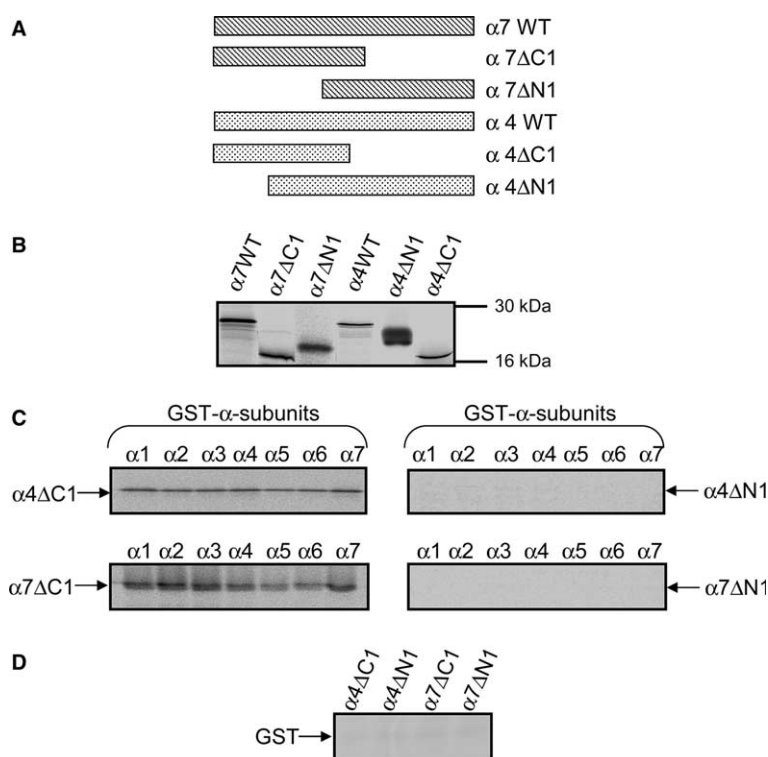 A
α7 WT
α 7ΔC1
α 7ΔN1
α 4 WT
α 4ΔC1
α 4ΔN1
B
α7WT α7ΔC1 α7ΔN1 α4WT α4ΔN1 α4ΔC1
30 kDa
16 kDa
C
GST-α-subunits GST-α-subunits
α1 α2 α3 α4 α5 α6 α7 α1 α2 α3 α4 α5 α6 α7
α4ΔC1 α4ΔN1
α1 α2 α3 α4 α5 α6 α7 α1 α2 α3 α4 α5 α6 α7
α7ΔC1 α7ΔN1
D
α4ΔC1 α4ΔN1 α7ΔC1 α7ΔN1
GST